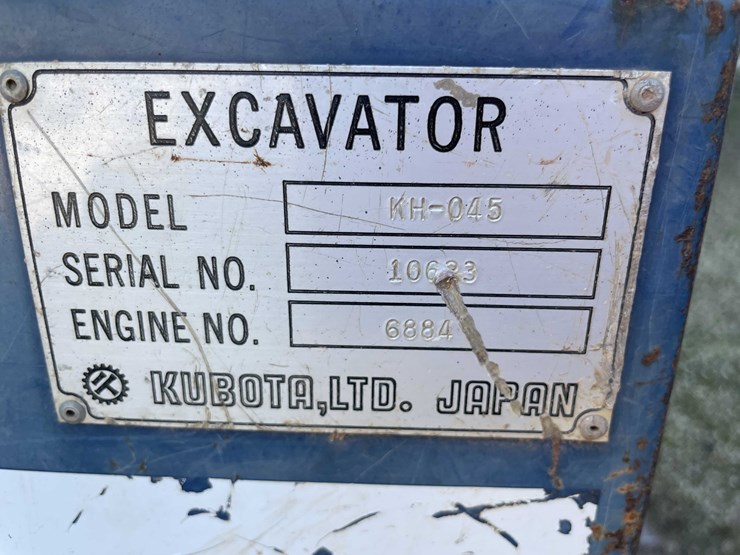 EXCAVATOR
MODEL KH-045
SERIAL NO.
ENGINE NO. 6884
KUBOTA,LTD. JAPAN